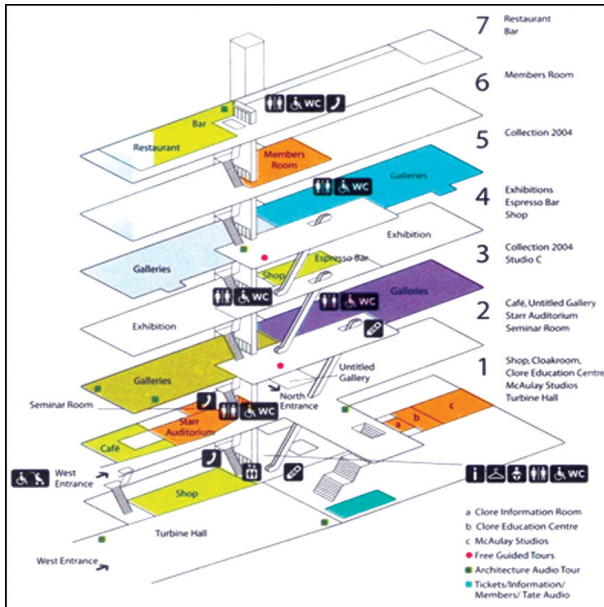 7 Restaurant
Bar
6 Members Room
5 Collection 2004
4 Exhibitions
Espresso Bar
Shop
3 Collection 2004
Studio C
2 Café, Untitled Gallery
Starr Auditorium
Seminar Room
1 Shop, Cloakroom,
Clore Education Centre
McAulay Studios
Turbine Hall
Bar
WC
Restaurant
Members
Room
Galleries
WC
Exhibition
Espresso Bar
Galleries
Shop
WC
WC
Galleries
Exhibition
Untitled
Gallery
North
Entrance
Galleries
Seminar Room
WC
Starr
Auditorium
a
b
c
Café
West
Entrance
WC
Shop
Turbine Hall
West Entrance
a Clore Information Room
b Clore Education Centre
c McAulay Studios
Free Guided Tours
Architecture Audio Tour
Tickets/Information/
Members/ Tate Audio